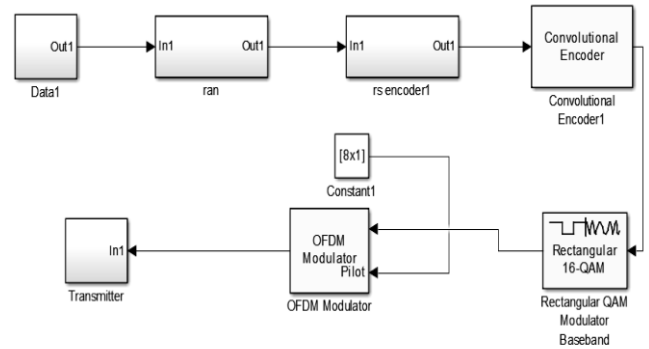 Out1
Data1
In1 Out1
ran
In1 Out1
rs encoder1
Convolutional
Encoder
Convolutional
Encoder1
[8x1]
Constant1
In1
Transmitter
OFDM
Modulator
Pilot
OFDM Modulator
Rectangular
16-QAM
Rectangular QAM
Modulator
Baseband